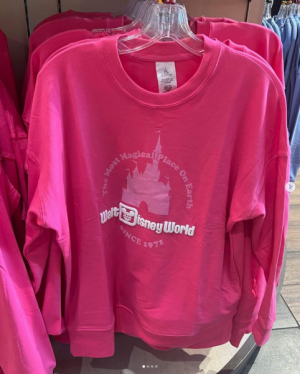 The Most Magical Place On Earth
Walt Disney World
SINCE 1971